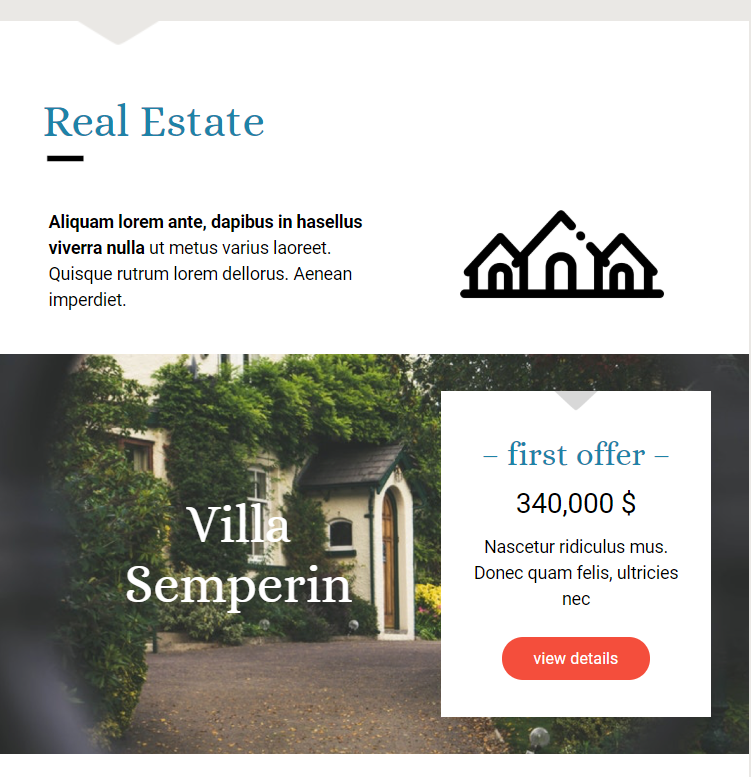 Real Estate
Aliquam lorem ante, dapibus in hasellus
viverra nulla ut metus varius laoreet.
Quisque rutrum lorem dellorus. Aenean
imperdiet.
Villa
Semperin
– first offer –
340,000 $
Nascetur ridiculus mus.
Donec quam felis, ultricies
nec
view details